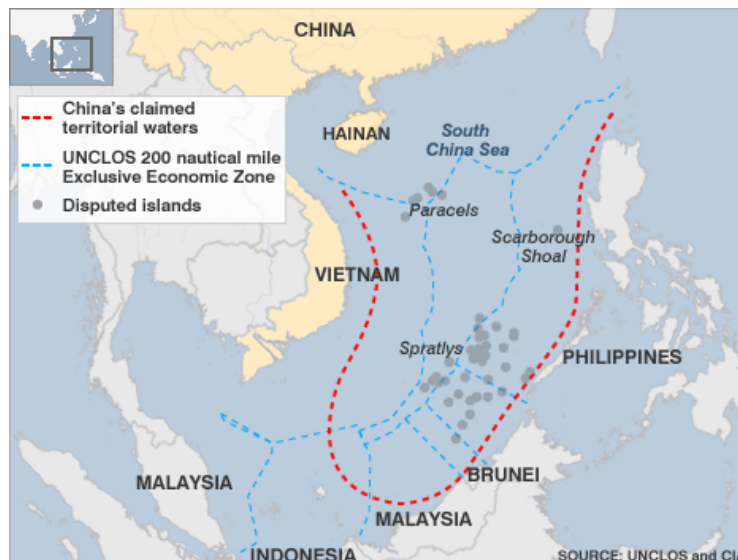 CHINA
China's claimed
territorial waters
UNCLOS 200 nautical mile
Exclusive Economic Zone
Disputed islands
HAINAN
South
China Sea
Paracels
Scarborough
Shoal
VIETNAM
Spratlys
PHILIPPINES
MALAYSIA
BRUNEI
MALAYSIA
INDONESIA
SOURCE: UNCLOS and